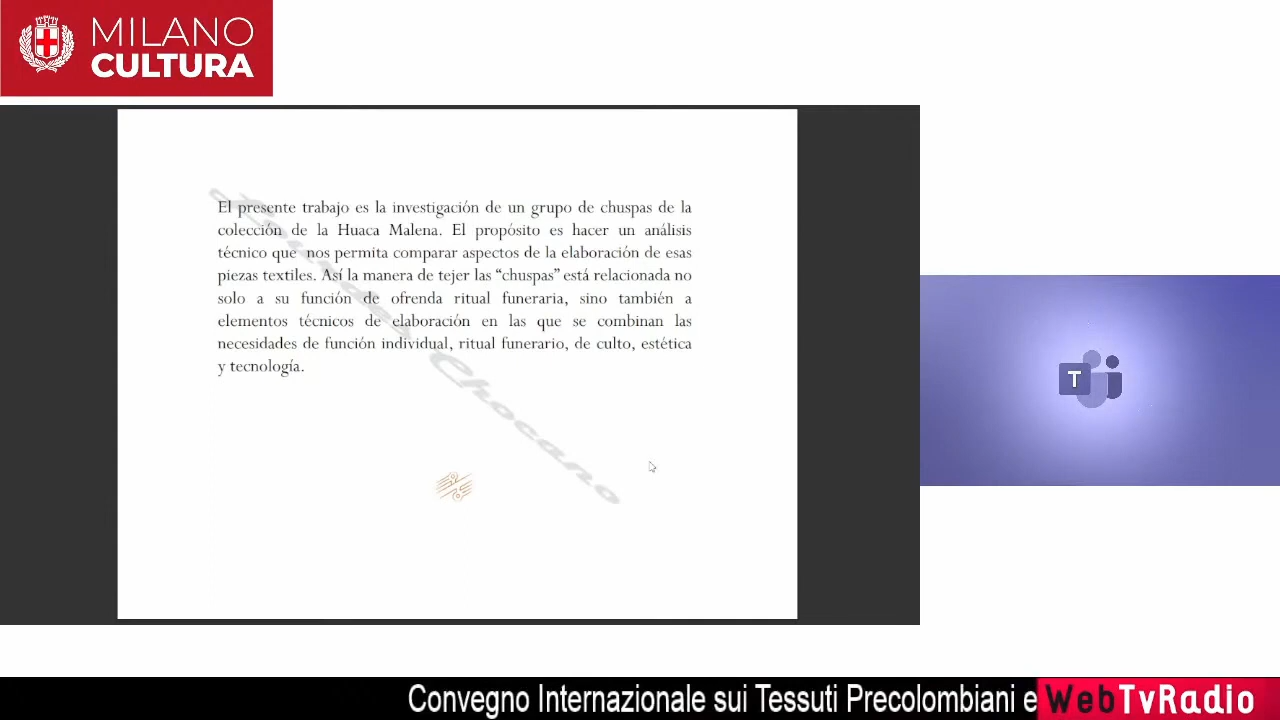 MILANO
CULTURA
El presente trabajo es la investigación de un grupo de chuspas de la
colección de la Huaca Malena. El propósito es hacer un análisis
técnico que nos permita comparar aspectos de la elaboración de esas
piezas textiles. Así la manera de tejer las “chuspas” está relacionada no
solo a su función de ofrenda ritual funeraria, sino también a
elementos técnicos de elaboración en las que se combinan las
necesidades de función individual, ritual funerario, de culto, estética
y tecnología.
Lourdes Chocano
T
Convegno Internazionale sui Tessuti Precolombiani e
WebTvRadio